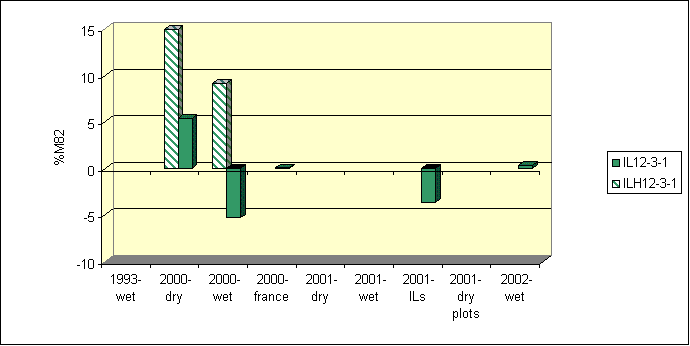 15
10
5
0
-5
-10
%M82
1993-
wet
2000-
dry
2000-
wet
2000-
france
2001-
dry
2001-
wet
2001-
ILs
2001-
dry
plots
2002-
wet
IL12-3-1
ILH12-3-1